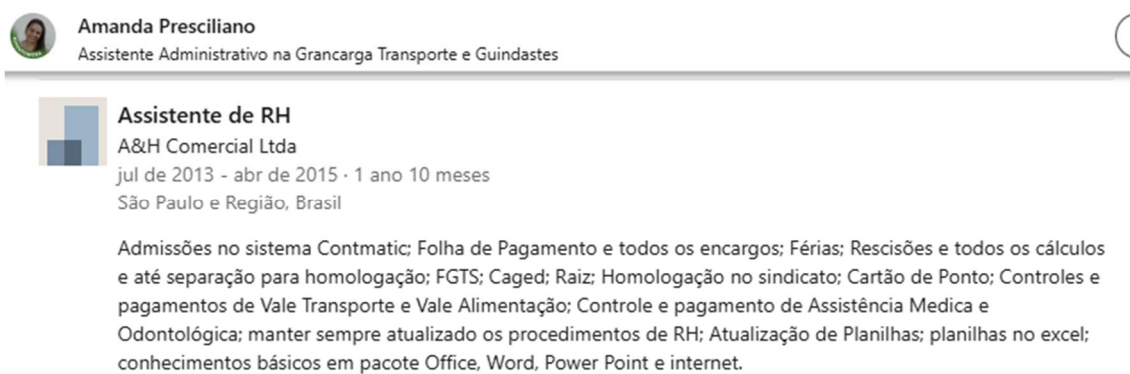 Amanda Presciliano
Assistente Administrativo na Grancarga Transporte e Guindastes
Assistente de RH
A&H Comercial Ltda
jul de 2013 - abr de 2015 · 1 ano 10 meses
São Paulo e Região, Brasil
Admissões no sistema Contmatic; Folha de Pagamento e todos os encargos; Férias; Rescisões e todos os cálculos
e até separação para homologação; FGTS; Caged; Raiz; Homologação no sindicato; Cartão de Ponto; Controles e
pagamentos de Vale Transporte e Vale Alimentação; Controle e pagamento de Assistência Medica e
Odontológica; manter sempre atualizado os procedimentos de RH; Atualização de Planilhas; planilhas no excel;
conhecimentos básicos em pacote Office, Word, Power Point e internet.